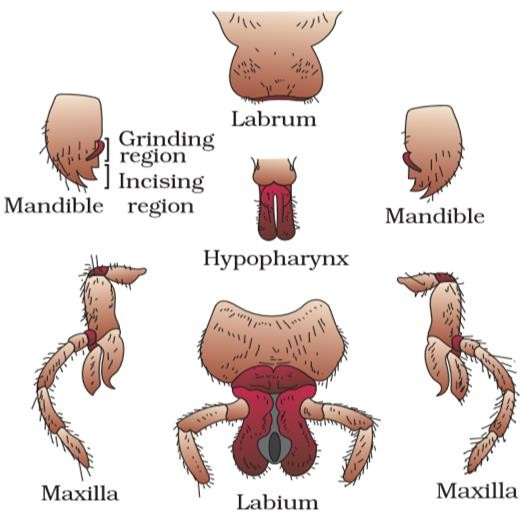 Labrum
Grinding
region
Incising
region
Mandible
Mandible
Hypopharynx
Maxilla
Labium
Maxilla